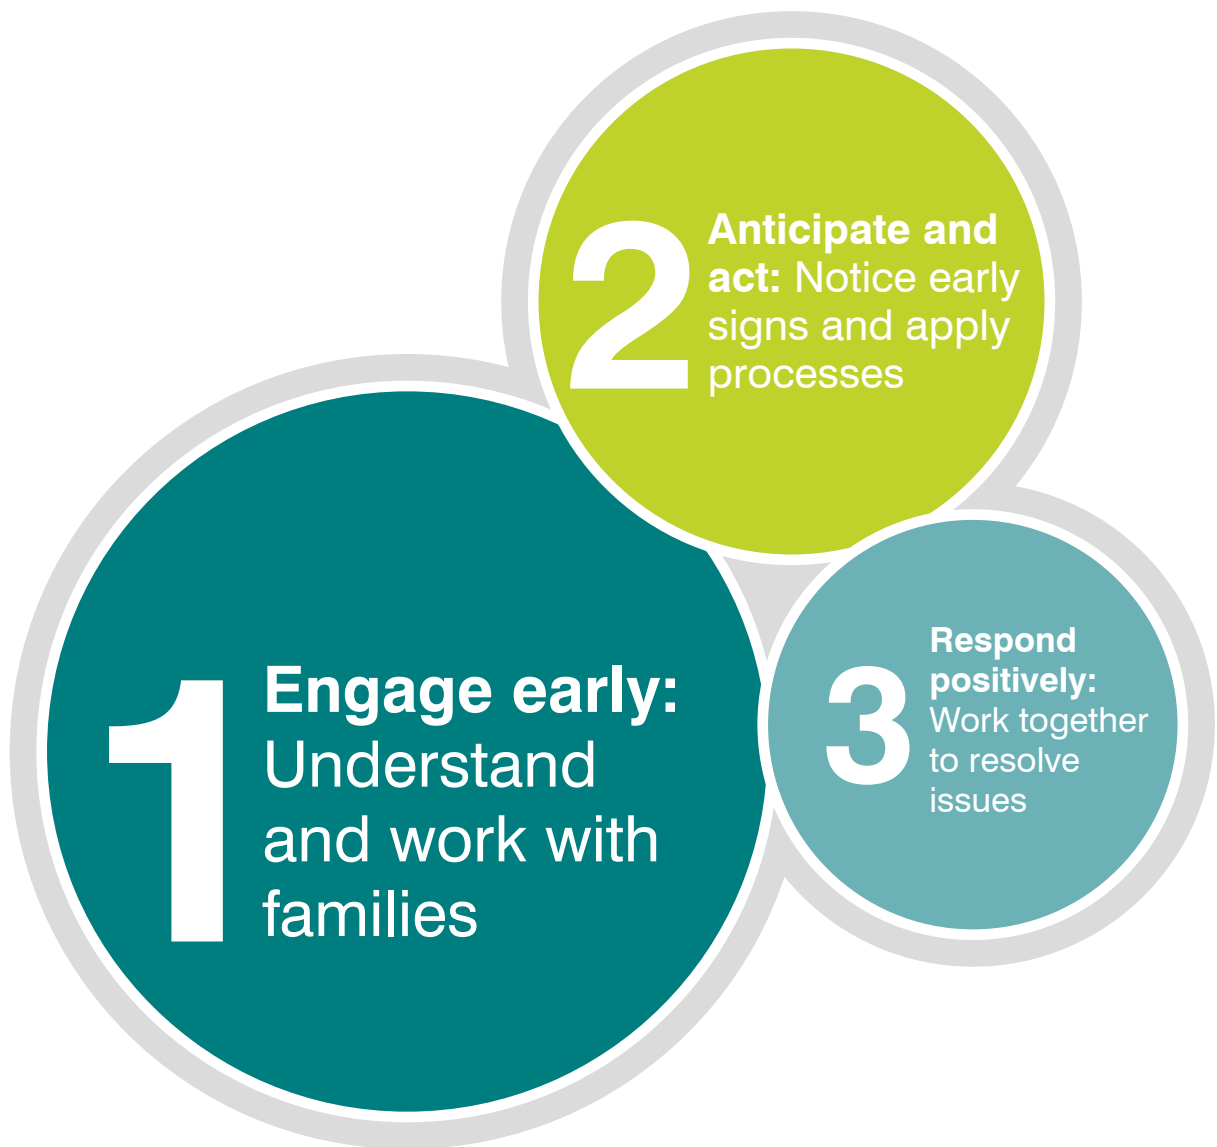 1
Engage early:
Understand
and work with
families
2
Anticipate and
act: Notice early
signs and apply
processes
3
Respond
positively:
Work together
to resolve
issues